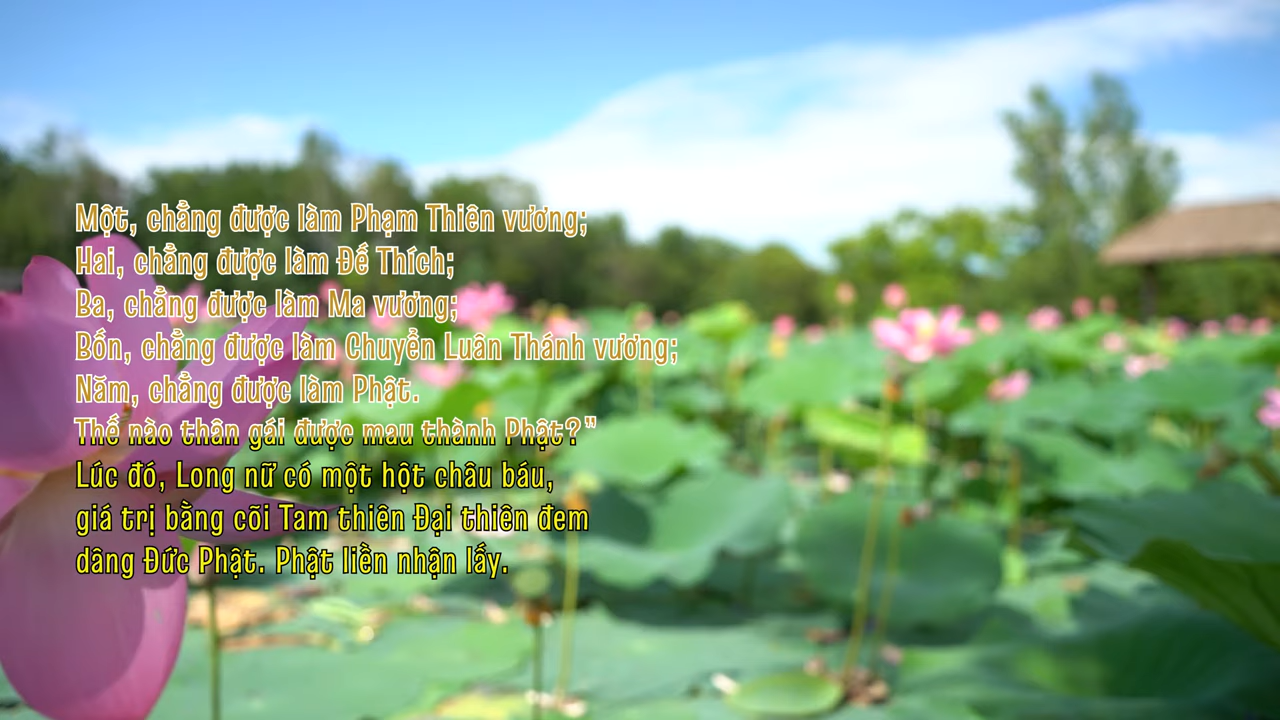 Một, chẳng được làm Phạm Thiên vương;
Hai, chẳng được làm Đế Thích;
Ba, chẳng được làm Ma vương;
Bốn, chẳng được làm Chuyển Luân Thánh vương;
Năm, chẳng được làm Phật.
Thế nào thân gái được mau thành Phật?”
Lúc đó, Long nữ có một hột châu báu,
giá trị bằng cõi Tam thiên Đại thiên đem
dâng Đức Phật. Phật liền nhận lấy.